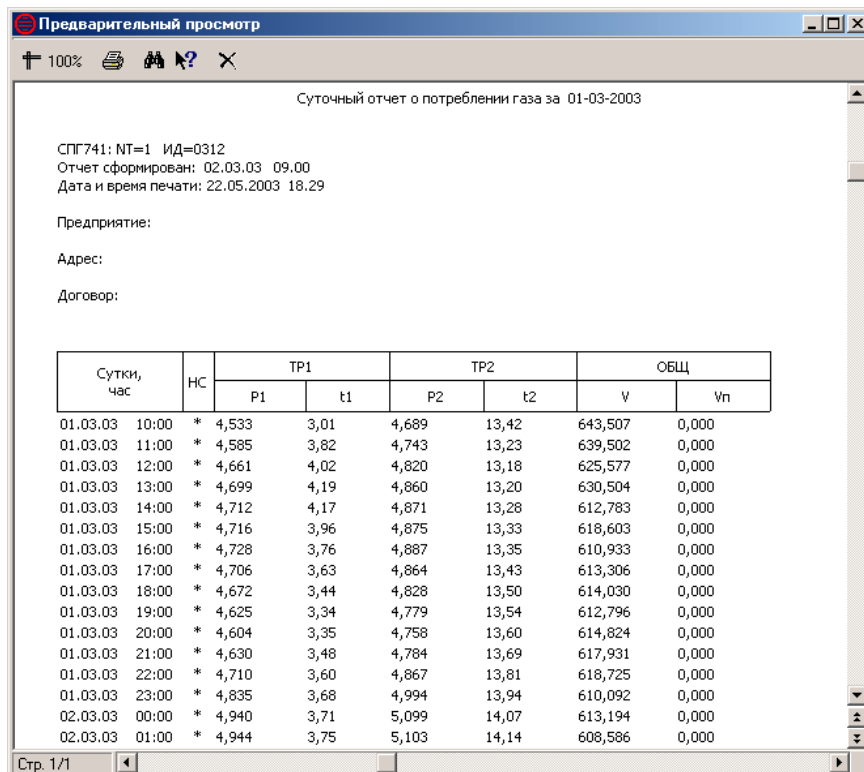 Предварительный просмотр
100%
Суточный отчет о потреблении газа за 01-03-2003
СПГ741: NT=1 ИД=0312
Отчет сформирован: 02.03.03 09.00
Дата и время печати: 22.05.2003 18.29
Предприятие:
Адрес:
Договор:
Сутки, час НС ТР1 ТР2 ОБЩ
P1 t1 P2 t2 V Vп
01.03.03 10:00 * 4,533 3,01 4,689 13,42 643,507 0,000
01.03.03 11:00 * 4,585 3,82 4,743 13,23 639,502 0,000
01.03.03 12:00 * 4,661 4,02 4,820 13,18 625,577 0,000
01.03.03 13:00 * 4,699 4,19 4,860 13,20 630,504 0,000
01.03.03 14:00 * 4,712 4,17 4,871 13,28 612,783 0,000
01.03.03 15:00 * 4,716 3,96 4,875 13,33 618,603 0,000
01.03.03 16:00 * 4,728 3,76 4,887 13,35 610,933 0,000
01.03.03 17:00 * 4,706 3,63 4,864 13,43 613,306 0,000
01.03.03 18:00 * 4,672 3,44 4,828 13,50 614,030 0,000
01.03.03 19:00 * 4,625 3,34 4,779 13,54 612,796 0,000
01.03.03 20:00 * 4,604 3,35 4,758 13,60 614,824 0,000
01.03.03 21:00 * 4,630 3,48 4,784 13,69 617,931 0,000
01.03.03 22:00 * 4,710 3,60 4,867 13,81 618,725 0,000
01.03.03 23:00 * 4,835 3,68 4,994 13,94 610,092 0,000
02.03.03 00:00 * 4,940 3,71 5,099 14,07 613,194 0,000
02.03.03 01:00 * 4,944 3,75 5,103 14,14 608,586 0,000
Стр. 1/1